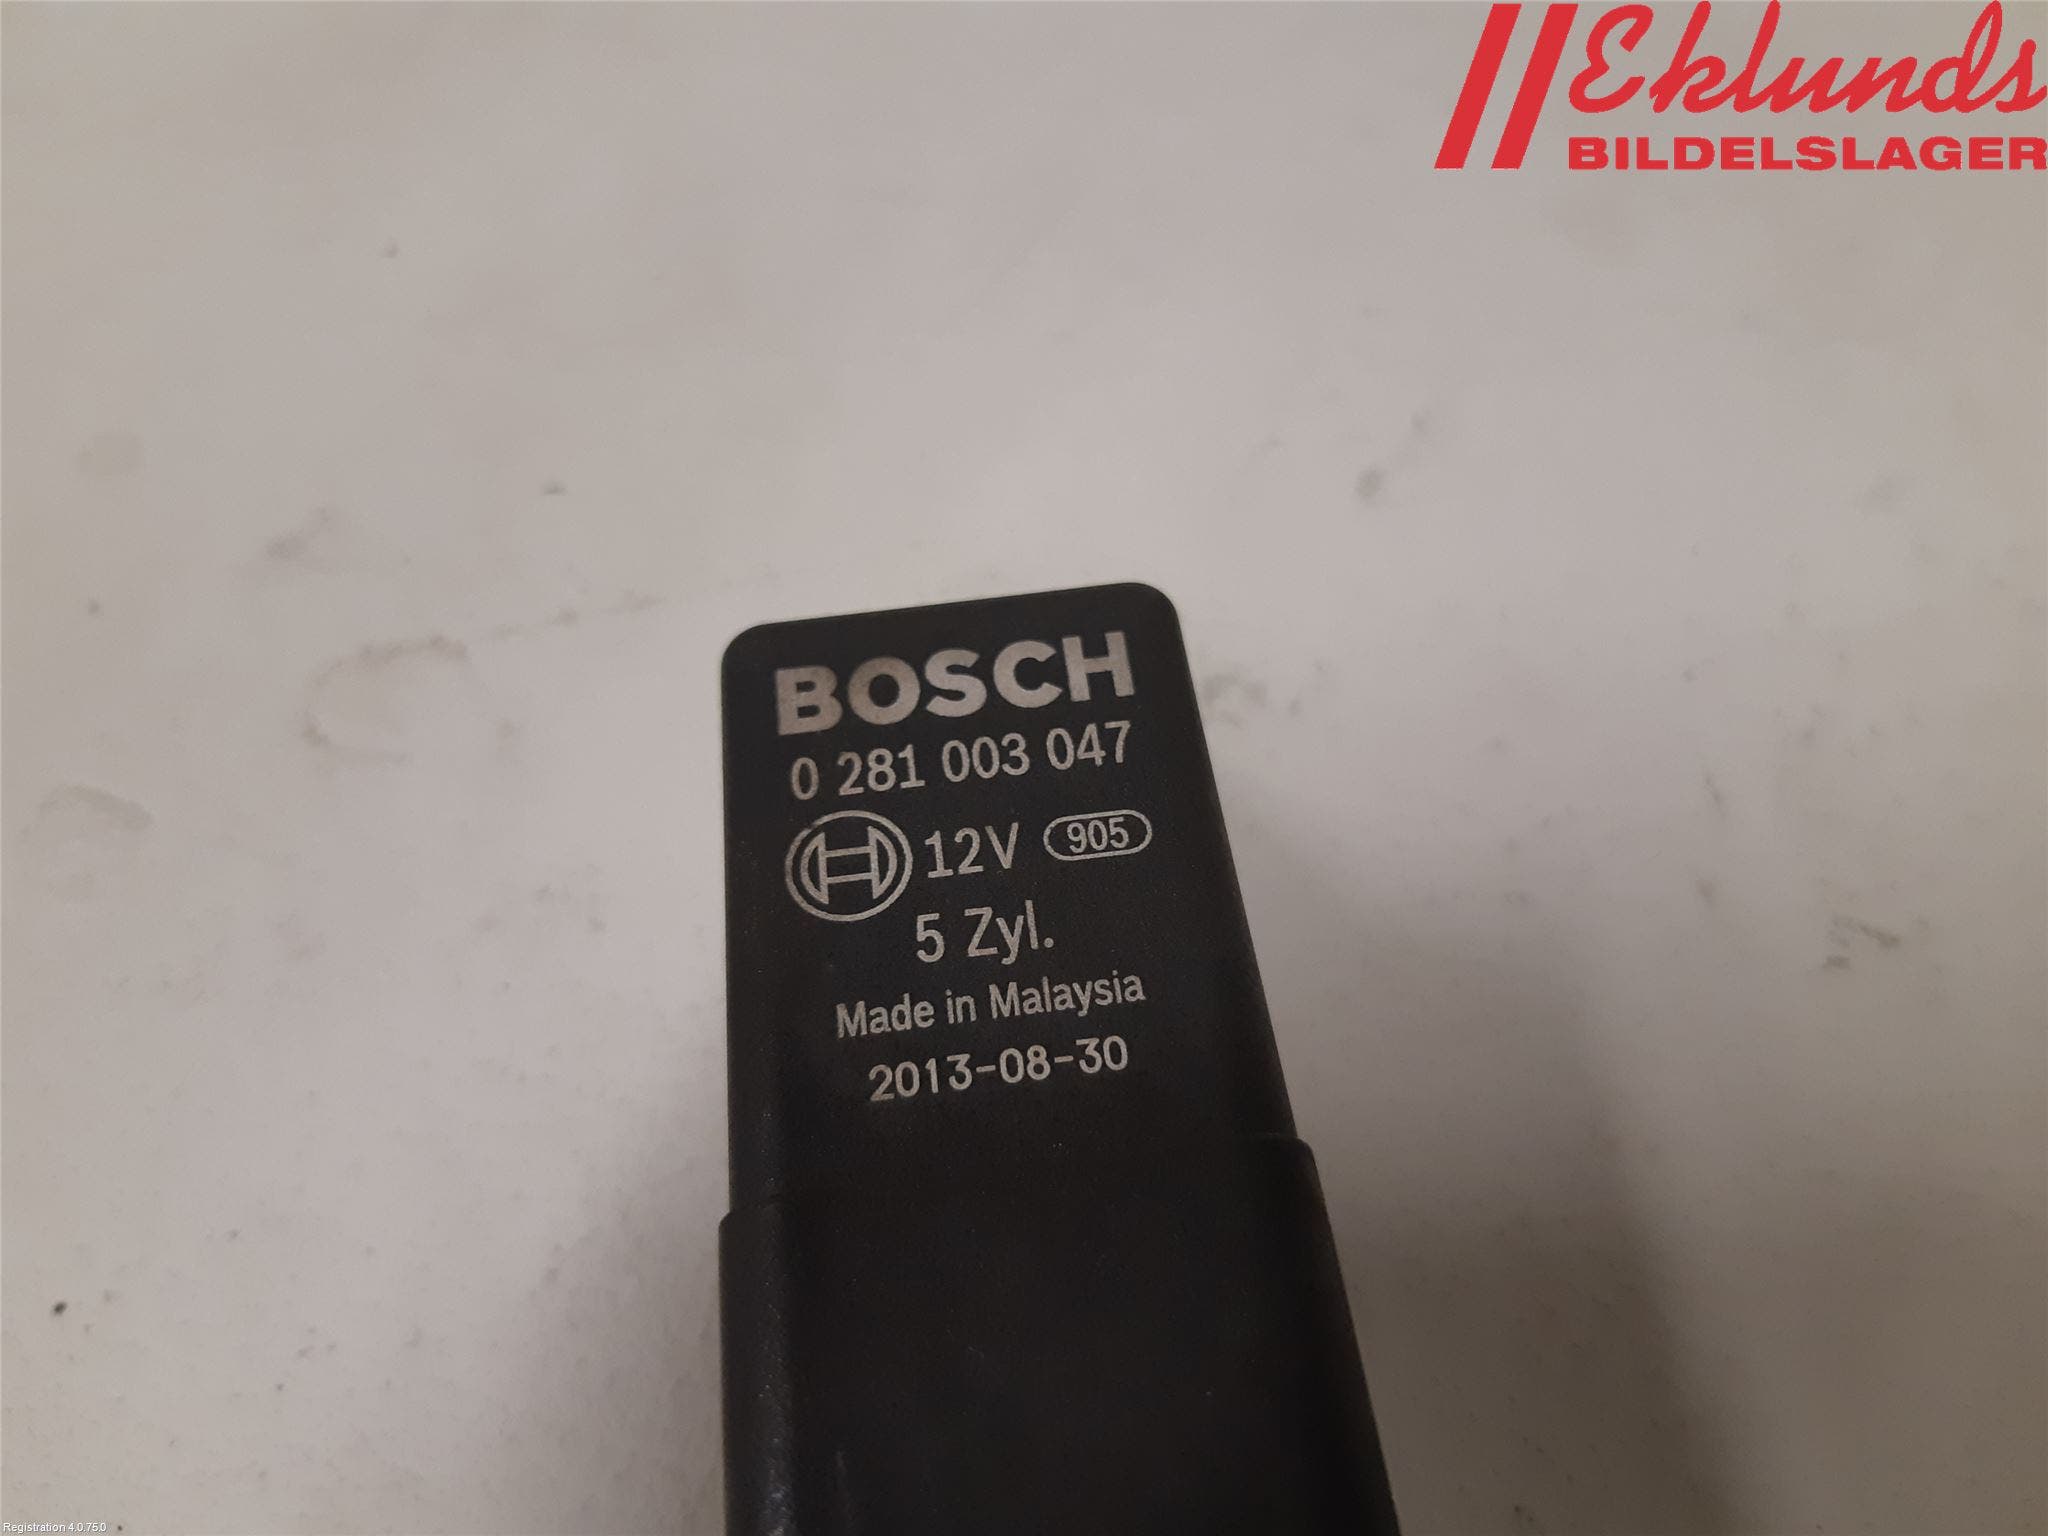 Eklunds
BILDELSLAGER
BOSCH
0 281 003 047
12V 905
5 Zyl.
Made in Malaysia
2013-08-30
Registration 4.0.75.0